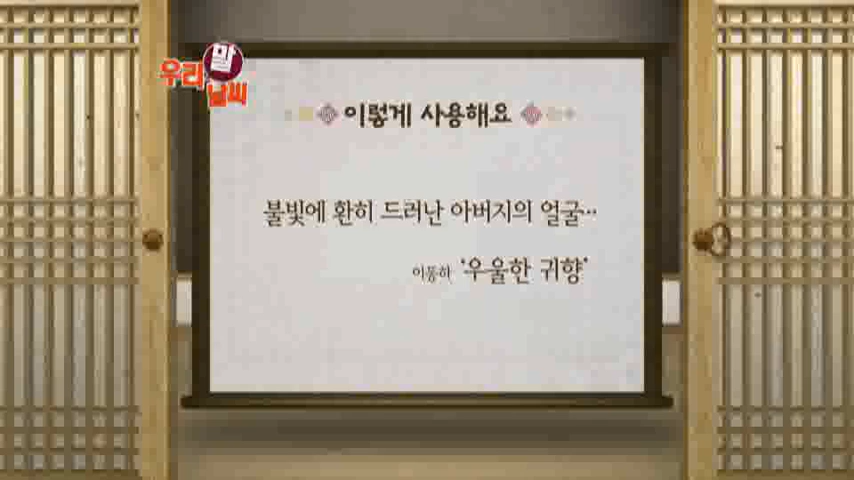 우리말
날씨
이렇게 사용해요
불빛에 환히 드러난 아버지의 얼굴…
이동하 '우울한 귀향'